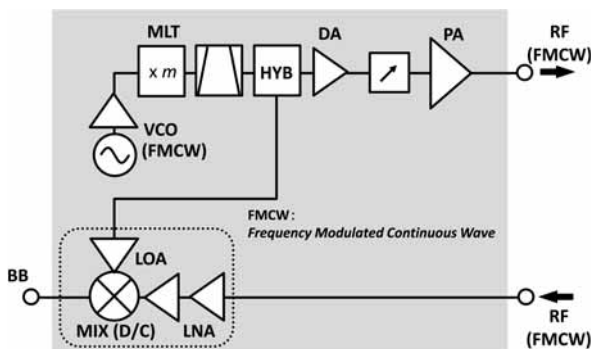 MLT
DA
PA
RF
(FMCW)
x m
HYB
VCO
(FMCW)
FMCW :
Frequency Modulated Continuous Wave
LOA
BB
MIX (D/C)
LNA
RF
(FMCW)